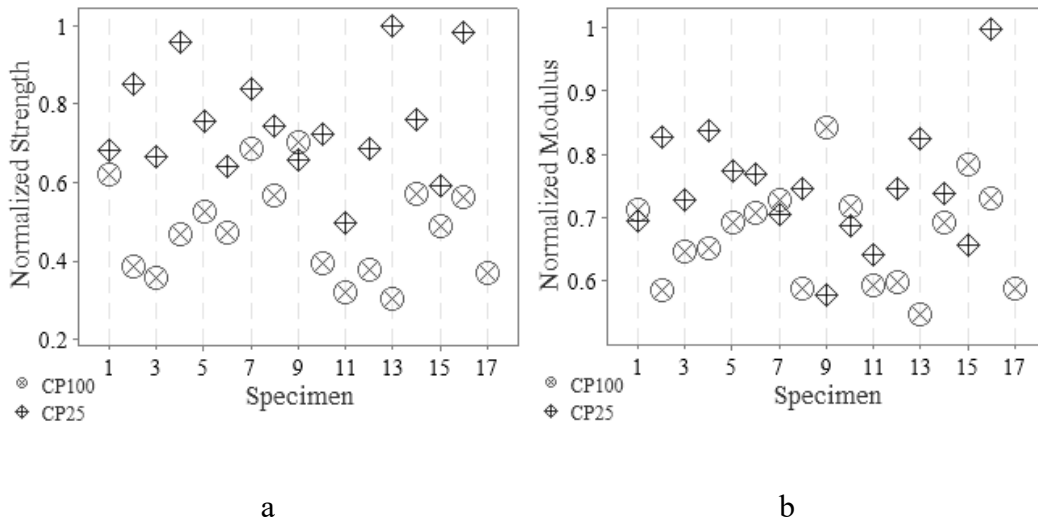 Normalized Strength
1
0.8
0.6
0.4
0.2
1 3 5 7 9 11 13 15 17
Specimen
CP100
CP25
a
Normalized Modulus
1
0.9
0.8
0.7
0.6
1 3 5 7 9 11 13 15 17
Specimen
CP100
CP25
b